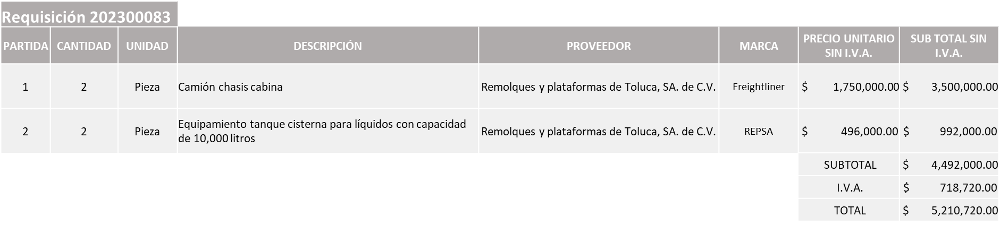 Requisición 202300083
PARTIDA CANTIDAD UNIDAD DESCRIPCIÓN PROVEEDOR MARCA PRECIO UNITARIO SIN I.V.A. SUB TOTAL SIN I.V.A.
1 2 Pieza Camión chasis cabina Remolques y plataformas de Toluca, SA. de C.V. Freightliner $ 1,750,000.00 $ 3,500,000.00
2 2 Pieza Equipamiento tanque cisterna para líquidos con capacidad de 10,000 litros Remolques y plataformas de Toluca, SA. de C.V. REPSA $ 496,000.00 $ 992,000.00
SUBTOTAL $ 4,492,000.00
I.V.A. $ 718,720.00
TOTAL $ 5,210,720.00